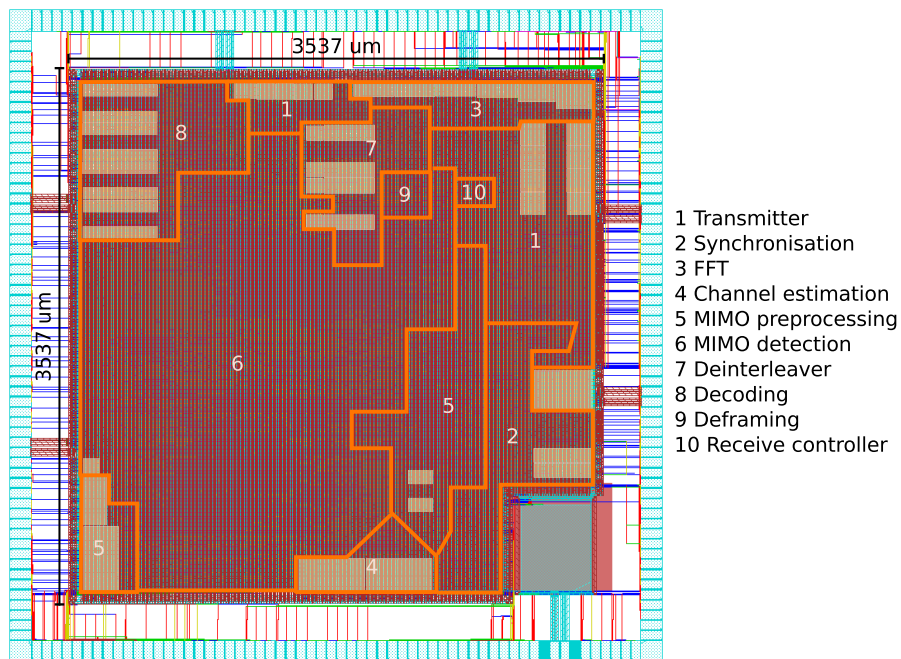 3537 um
1
3
8
7
9
10
1
3537 um
6
5
2
5
4
1 Transmitter
2 Synchronisation
3 FFT
4 Channel estimation
5 MIMO preprocessing
6 MIMO detection
7 Deinterleaver
8 Decoding
9 Deframing
10 Receive controller